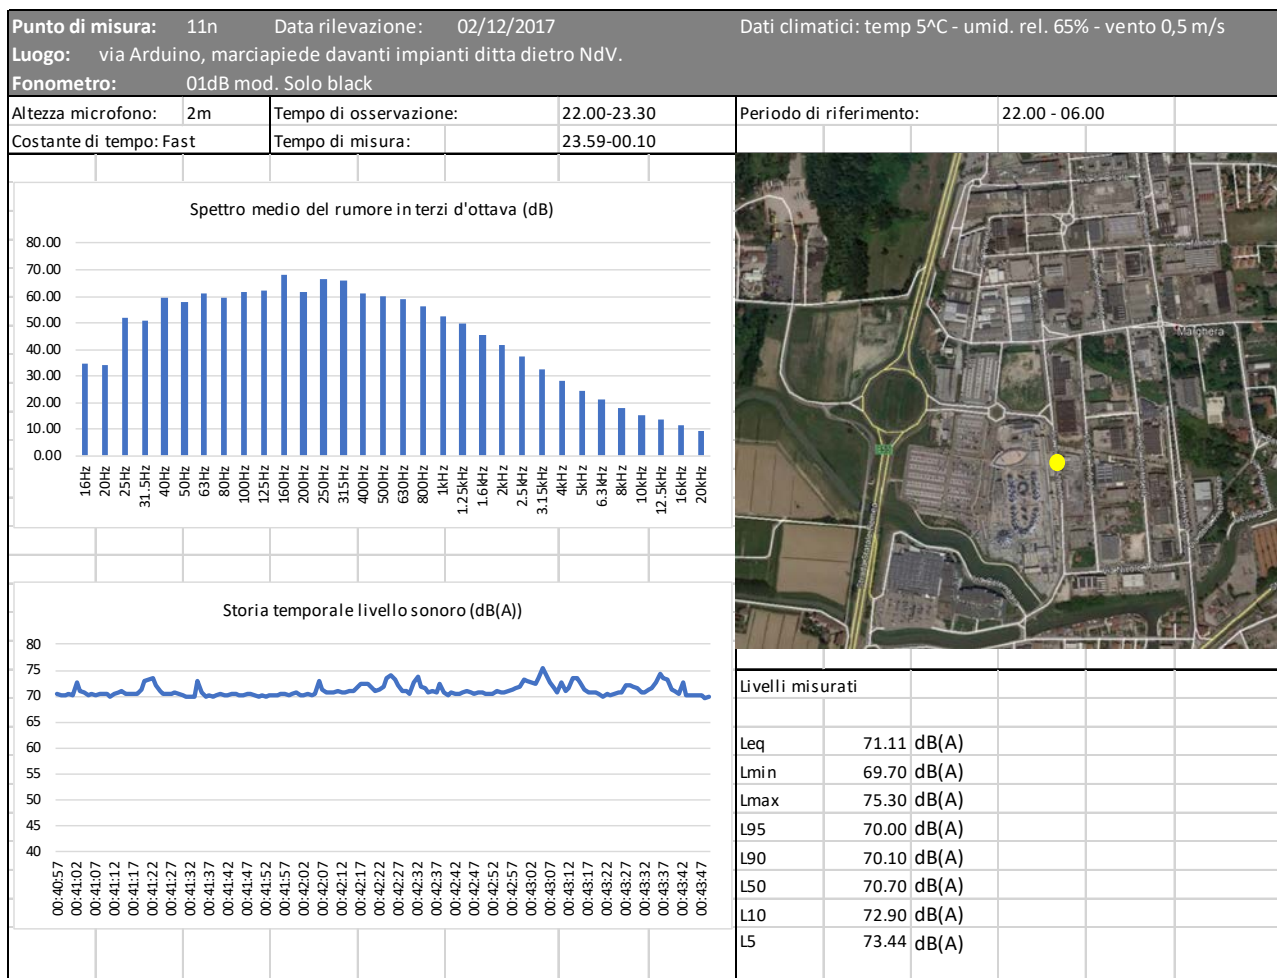 Punto di misura: 11n Data rilevazione: 02/12/2017 Dati climatici: temp 5^C - umid. rel. 65% - vento 0,5 m/s
Luogo: via Arduino, marciapiede davanti impianti ditta dietro NdV.
Fonometro: 01dB mod. Solo black
Altezza microfono: 2m Tempo di osservazione: 22.00-23.30 Periodo di riferimento: 22.00 - 06.00
Costante di tempo: Fast Tempo di misura: 23.59-00.10
Spettro medio del rumore in terzi d'ottava (dB)
80.00
70.00
60.00
50.00
40.00
30.00
20.00
10.00
0.00
16Hz 20Hz 25Hz 31.5Hz 40Hz 50Hz 63Hz 80Hz 100Hz 125Hz 160Hz 200Hz 250Hz 315Hz 400Hz 500Hz 630Hz 800Hz 1kHz 1.25kHz 1.6kHz 2kHz 2.5kHz 3.15kHz 4kHz 5kHz 6.3kHz 8kHz 10kHz 12.5kHz 16kHz 20kHz
Malghera
Storia temporale livello sonoro (dB(A))
80
75
70
65
60
55
50
45
40
00:40:57 00:41:02 00:41:07 00:41:12 00:41:17 00:41:22 00:41:27 00:41:32 00:41:37 00:41:42 00:41:47 00:41:52 00:41:57 00:42:02 00:42:07 00:42:12 00:42:17 00:42:22 00:42:27 00:42:32 00:42:37 00:42:42 00:42:47 00:42:52 00:42:57 00:43:02 00:43:07 00:43:12 00:43:17 00:43:22 00:43:27 00:43:32 00:43:37 00:43:42 00:43:47
Livelli misurati
Leq 71.11 dB(A)
Lmin 69.70 dB(A)
Lmax 75.30 dB(A)
L95 70.00 dB(A)
L90 70.10 dB(A)
L50 70.70 dB(A)
L10 72.90 dB(A)
L5 73.44 dB(A)